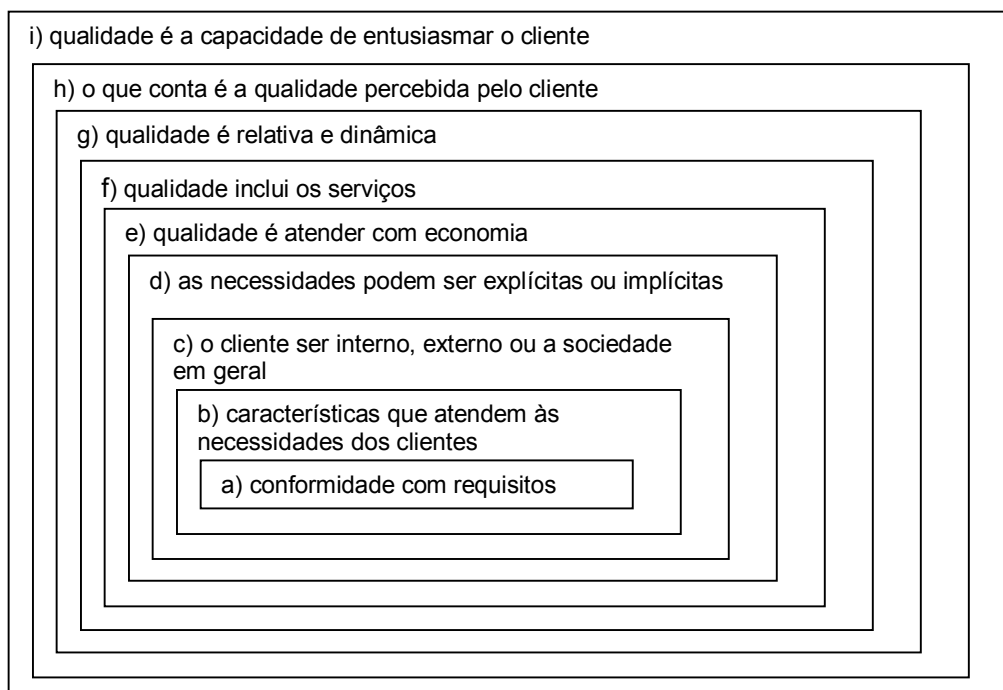 i) qualidade é a capacidade de entusiasmar o cliente
h) o que conta é a qualidade percebida pelo cliente
g) qualidade é relativa e dinâmica
f) qualidade inclui os serviços
e) qualidade é atender com economia
d) as necessidades podem ser explícitas ou implícitas
c) o cliente ser interno, externo ou a sociedade
em geral
b) características que atendem às
necessidades dos clientes
a) conformidade com requisitos